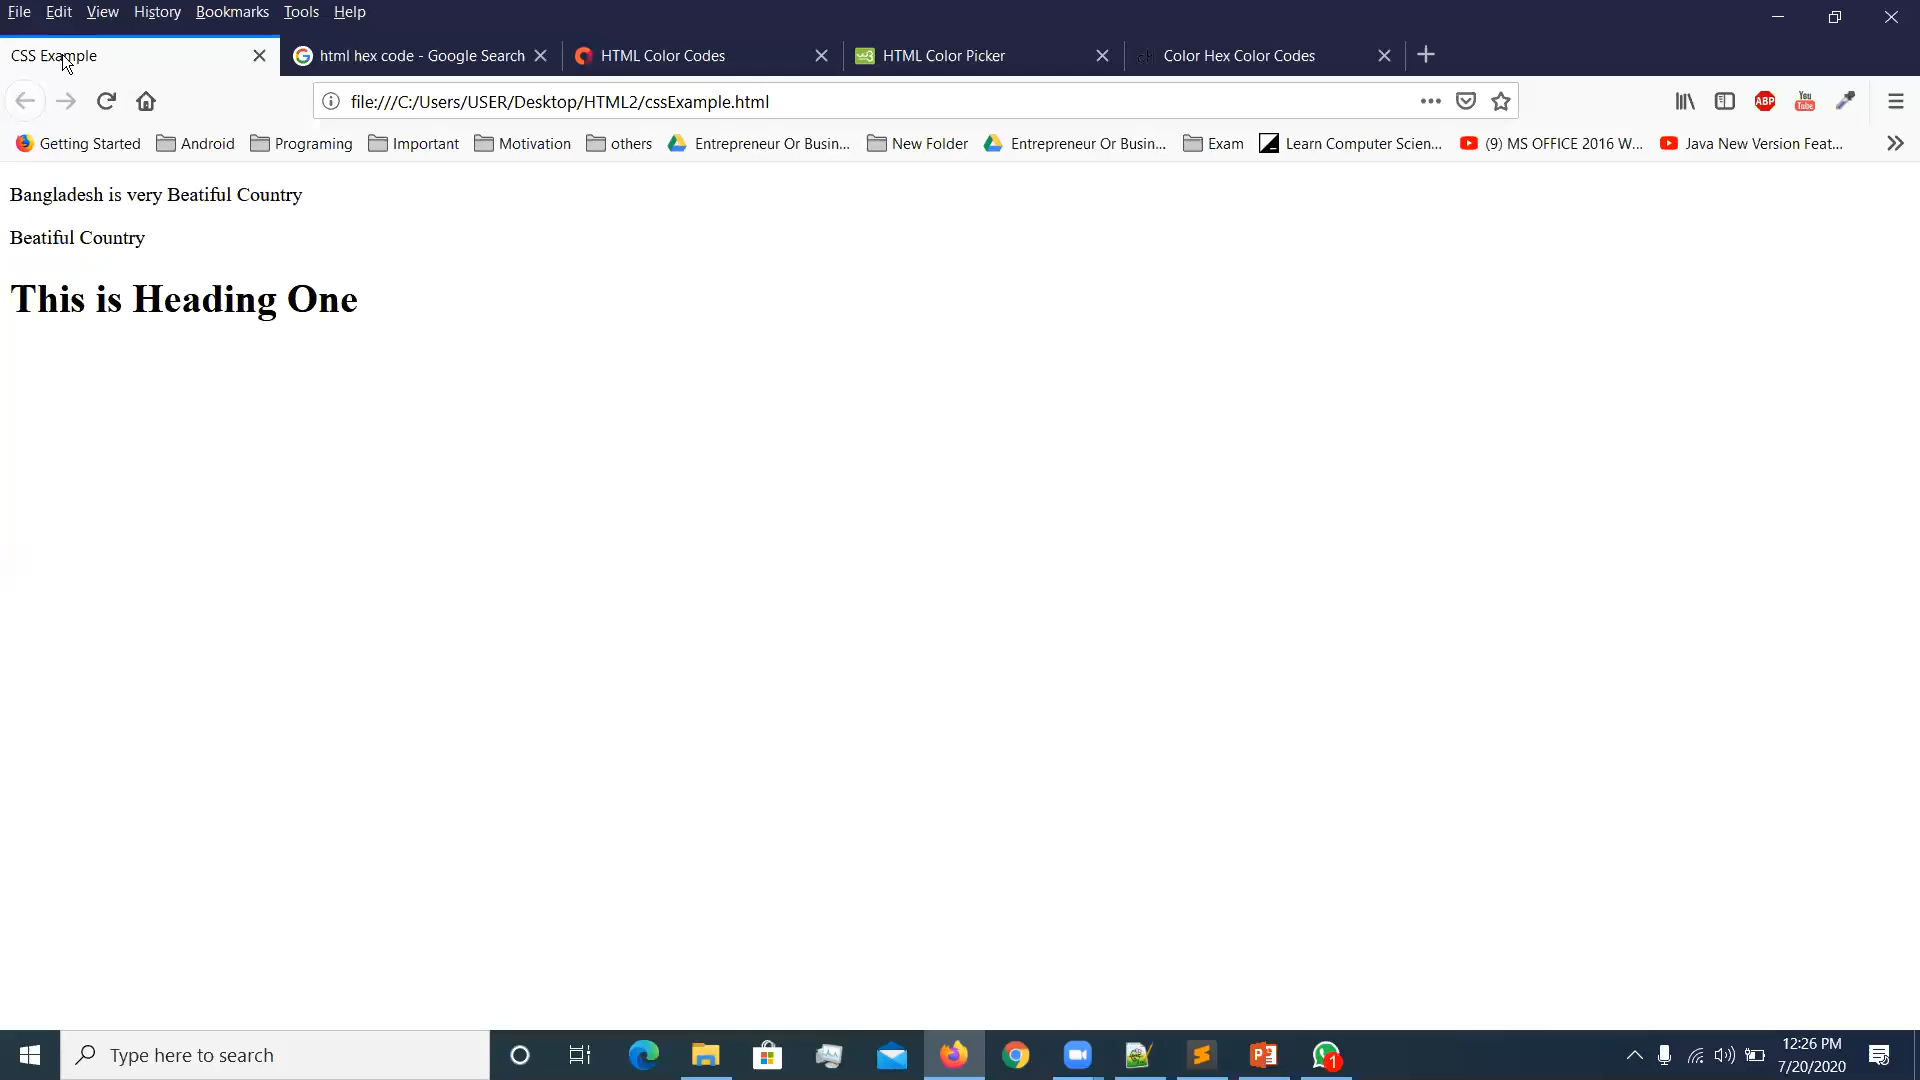 File Edit View History Bookmarks Tools Help
CSS Example html hex code - Google Search HTML Color Codes HTML Color Picker Color Hex Color Codes
file:///C:/Users/USER/Desktop/HTML2/cssExample.html ABP You Tube
Getting Started Android Programing Important Motivation others Entrepreneur Or Busin... New Folder Entrepreneur Or Busin... Exam Learn Computer Scien... (9) MS OFFICE 2016 W... Java New Version Feat...
Bangladesh is very Beatiful Country
Beatiful Country
This is Heading One
Type here to search 1 12:26 PM
7/20/2020